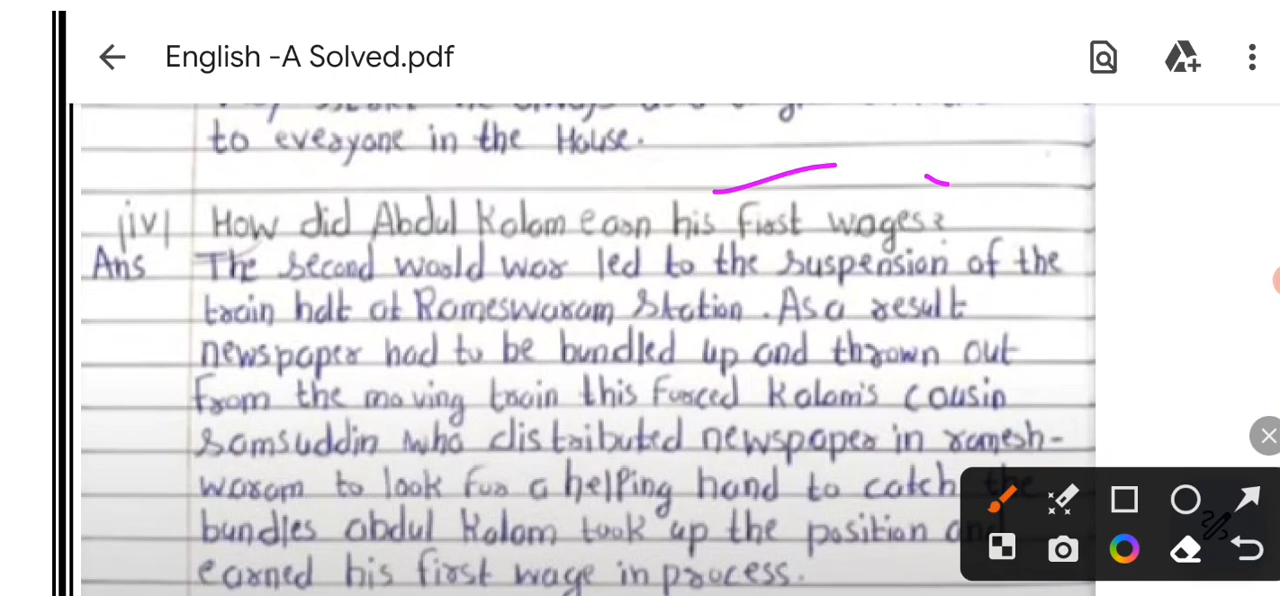 English -A Solved.pdf
to everyone in the House.
(iv) How did Abdul Kalam earn his first wages?
Ans The second world war led to the suspension of the
train halt at Rameswaram Station. As a result
newspaper had to be bundled up and thrown out
from the moving train this forced Kalam's cousin
Samsuddin who distributed newspaper in ramesh-
waram to look for a helping hand to catch the
bundles abdul Kalam took up the position and
earned his first wage in process.